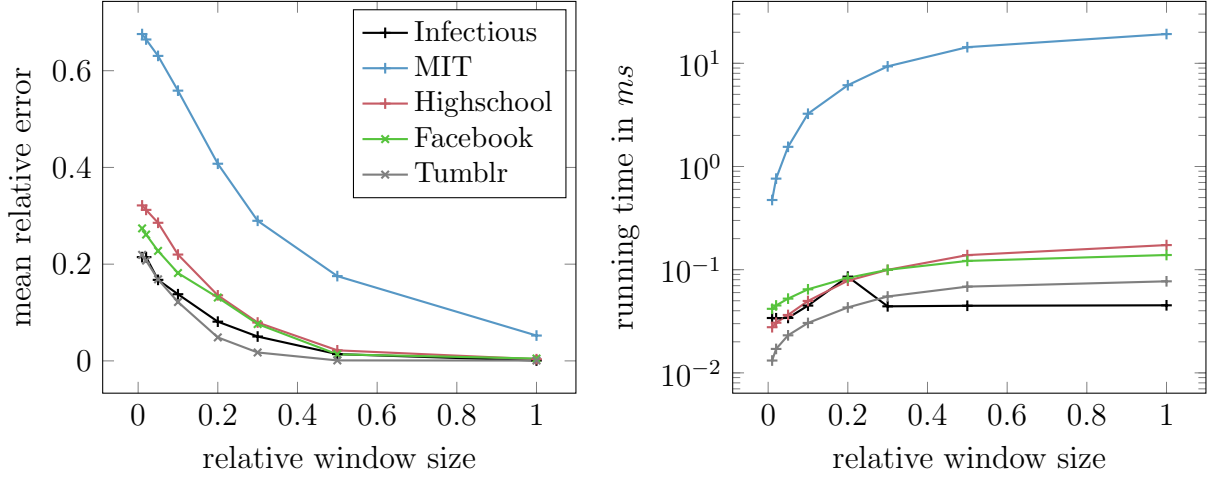 mean relative error
0.6
0.4
0.2
0
0 0.2 0.4 0.6 0.8 1
relative window size
Infectious
MIT
Highschool
Facebook
Tumblr
running time in ms
10^1
10^0
10^−1
10^−2
0 0.2 0.4 0.6 0.8 1
relative window size